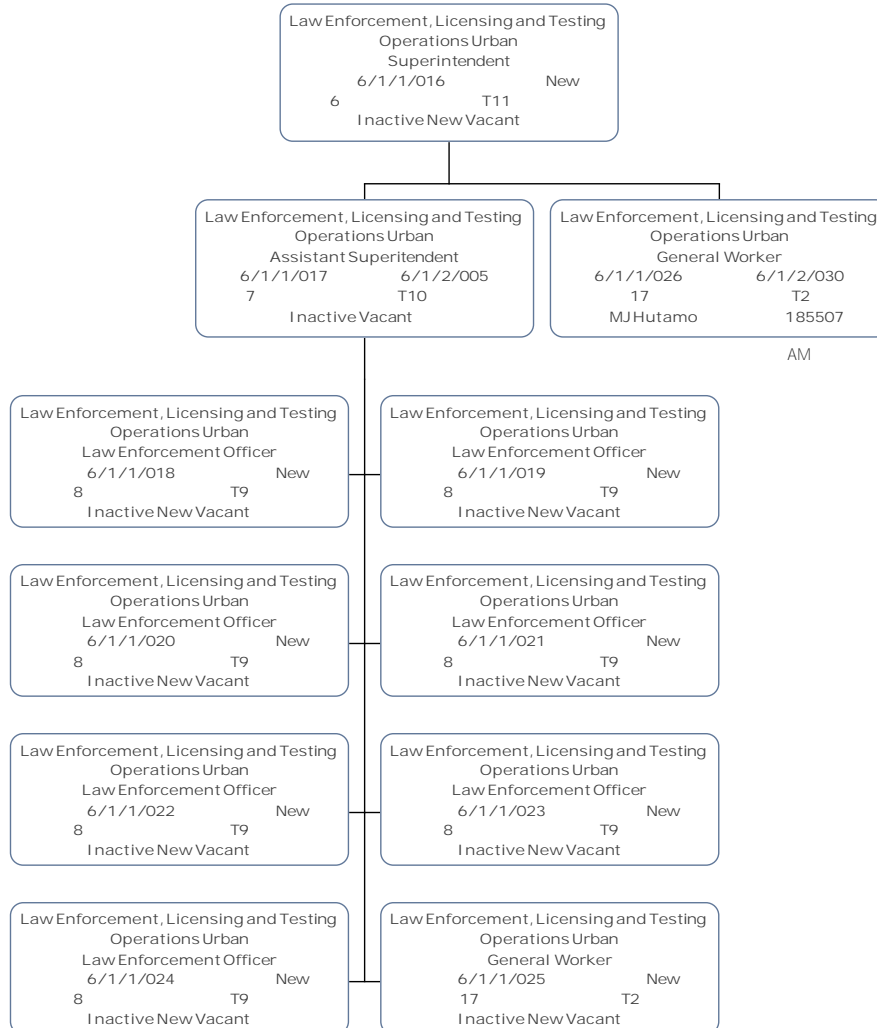 Law Enforcement, Licensing and Testing
Operations Urban
Superintendent
6/1/1/016 New
6 T11
Inactive New Vacant
Law Enforcement, Licensing and Testing
Operations Urban
Assistant Superitendent
6/1/1/017 6/1/2/005
7 T10
Inactive Vacant
Law Enforcement, Licensing and Testing
Operations Urban
General Worker
6/1/1/026 6/1/2/030
17 T2
MJ Hutamo 185507
AM
Law Enforcement, Licensing and Testing
Operations Urban
Law Enforcement Officer
6/1/1/018 New
8 T9
Inactive New Vacant
Law Enforcement, Licensing and Testing
Operations Urban
Law Enforcement Officer
6/1/1/019 New
8 T9
Inactive New Vacant
Law Enforcement, Licensing and Testing
Operations Urban
Law Enforcement Officer
6/1/1/020 New
8 T9
Inactive New Vacant
Law Enforcement, Licensing and Testing
Operations Urban
Law Enforcement Officer
6/1/1/021 New
8 T9
Inactive New Vacant
Law Enforcement, Licensing and Testing
Operations Urban
Law Enforcement Officer
6/1/1/022 New
8 T9
Inactive New Vacant
Law Enforcement, Licensing and Testing
Operations Urban
Law Enforcement Officer
6/1/1/023 New
8 T9
Inactive New Vacant
Law Enforcement, Licensing and Testing
Operations Urban
Law Enforcement Officer
6/1/1/024 New
8 T9
Inactive New Vacant
Law Enforcement, Licensing and Testing
Operations Urban
General Worker
6/1/1/025 New
17 T2
Inactive New Vacant